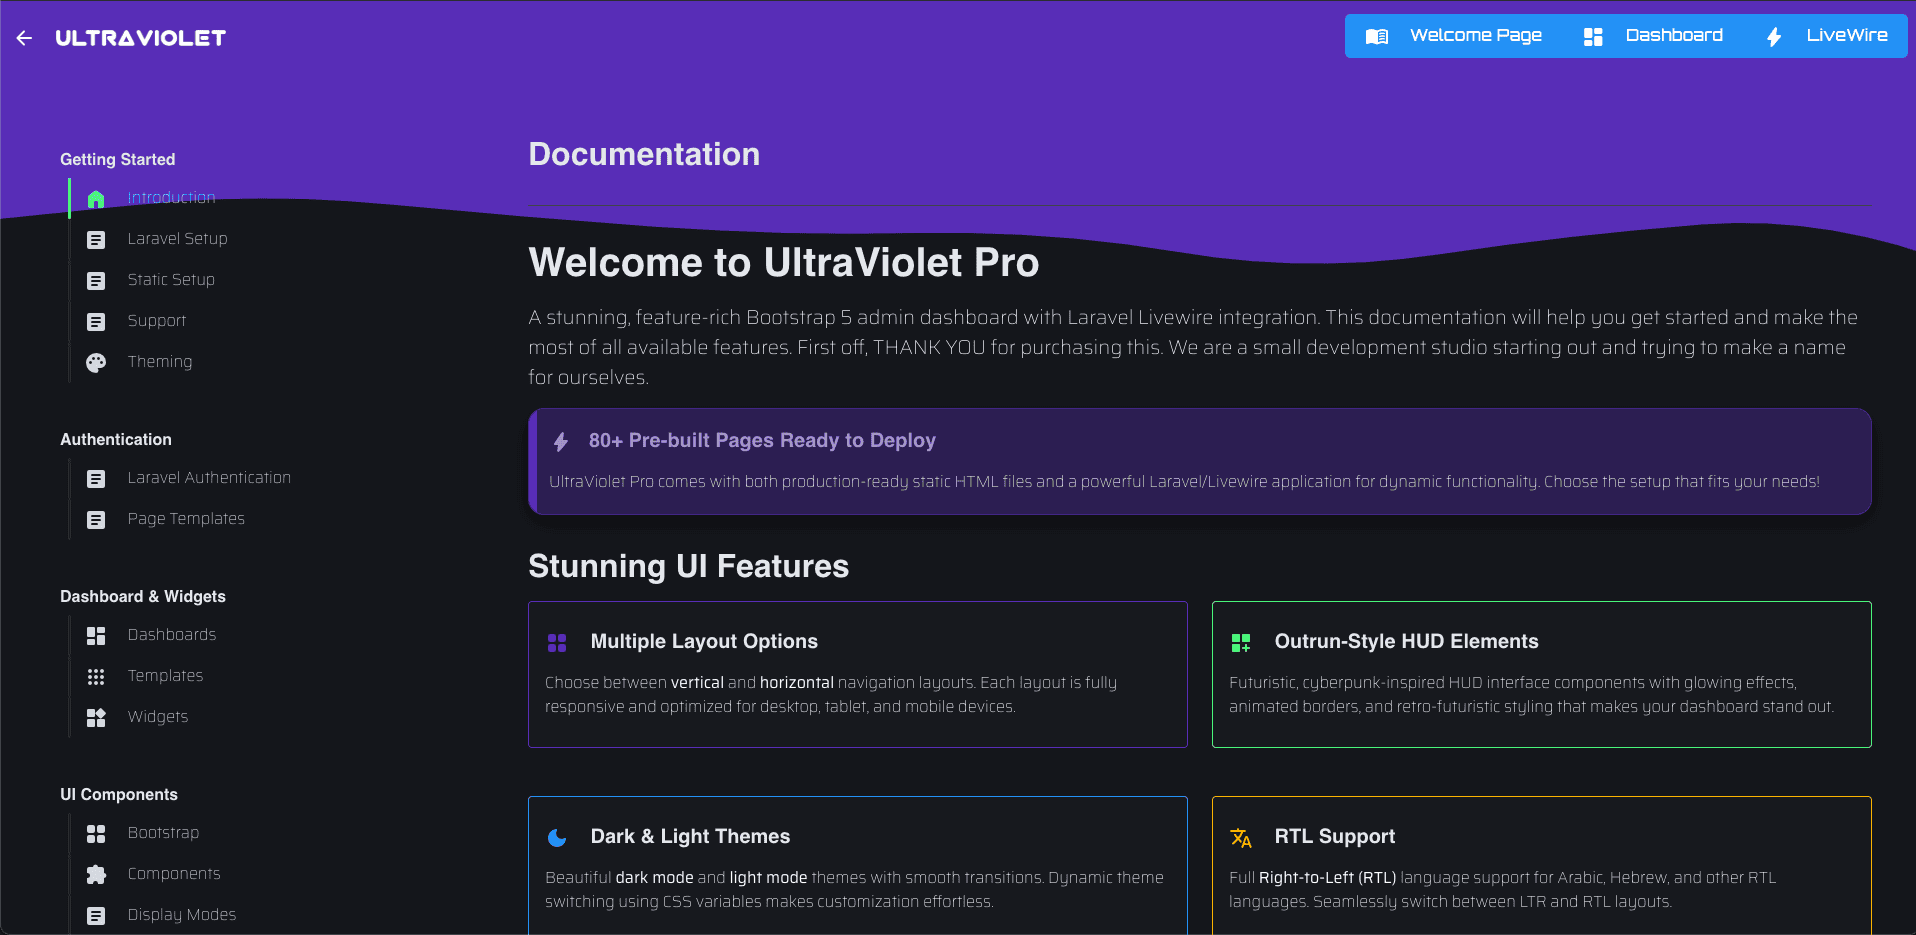 ULTRAVIOLET
Welcome Page
Dashboard
LiveWire
Getting Started
Introduction
Laravel Setup
Static Setup
Support
Theming
Authentication
Laravel Authentication
Page Templates
Dashboard & Widgets
Dashboards
Templates
Widgets
UI Components
Bootstrap
Components
Display Modes
Documentation
Welcome to UltraViolet Pro
A stunning, feature-rich Bootstrap 5 admin dashboard with Laravel Livewire integration. This documentation will help you get started and make the
most of all available features. First off, THANK YOU for purchasing this. We are a small development studio starting out and trying to make a name
for ourselves.
80+ Pre-built Pages Ready to Deploy
UltraViolet Pro comes with both production-ready static HTML files and a powerful Laravel/Livewire application for dynamic functionality. Choose the setup that fits your needs!
Stunning UI Features
Multiple Layout Options
Choose between vertical and horizontal navigation layouts. Each layout is fully
responsive and optimized for desktop, tablet, and mobile devices.
Outrun-Style HUD Elements
Futuristic, cyberpunk-inspired HUD interface components with glowing effects,
animated borders, and retro-futuristic styling that makes your dashboard stand out.
Dark & Light Themes
Beautiful dark mode and light mode themes with smooth transitions. Dynamic theme
switching using CSS variables makes customization effortless.
RTL Support
Full Right-to-Left (RTL) language support for Arabic, Hebrew, and other RTL
languages. Seamlessly switch between LTR and RTL layouts.